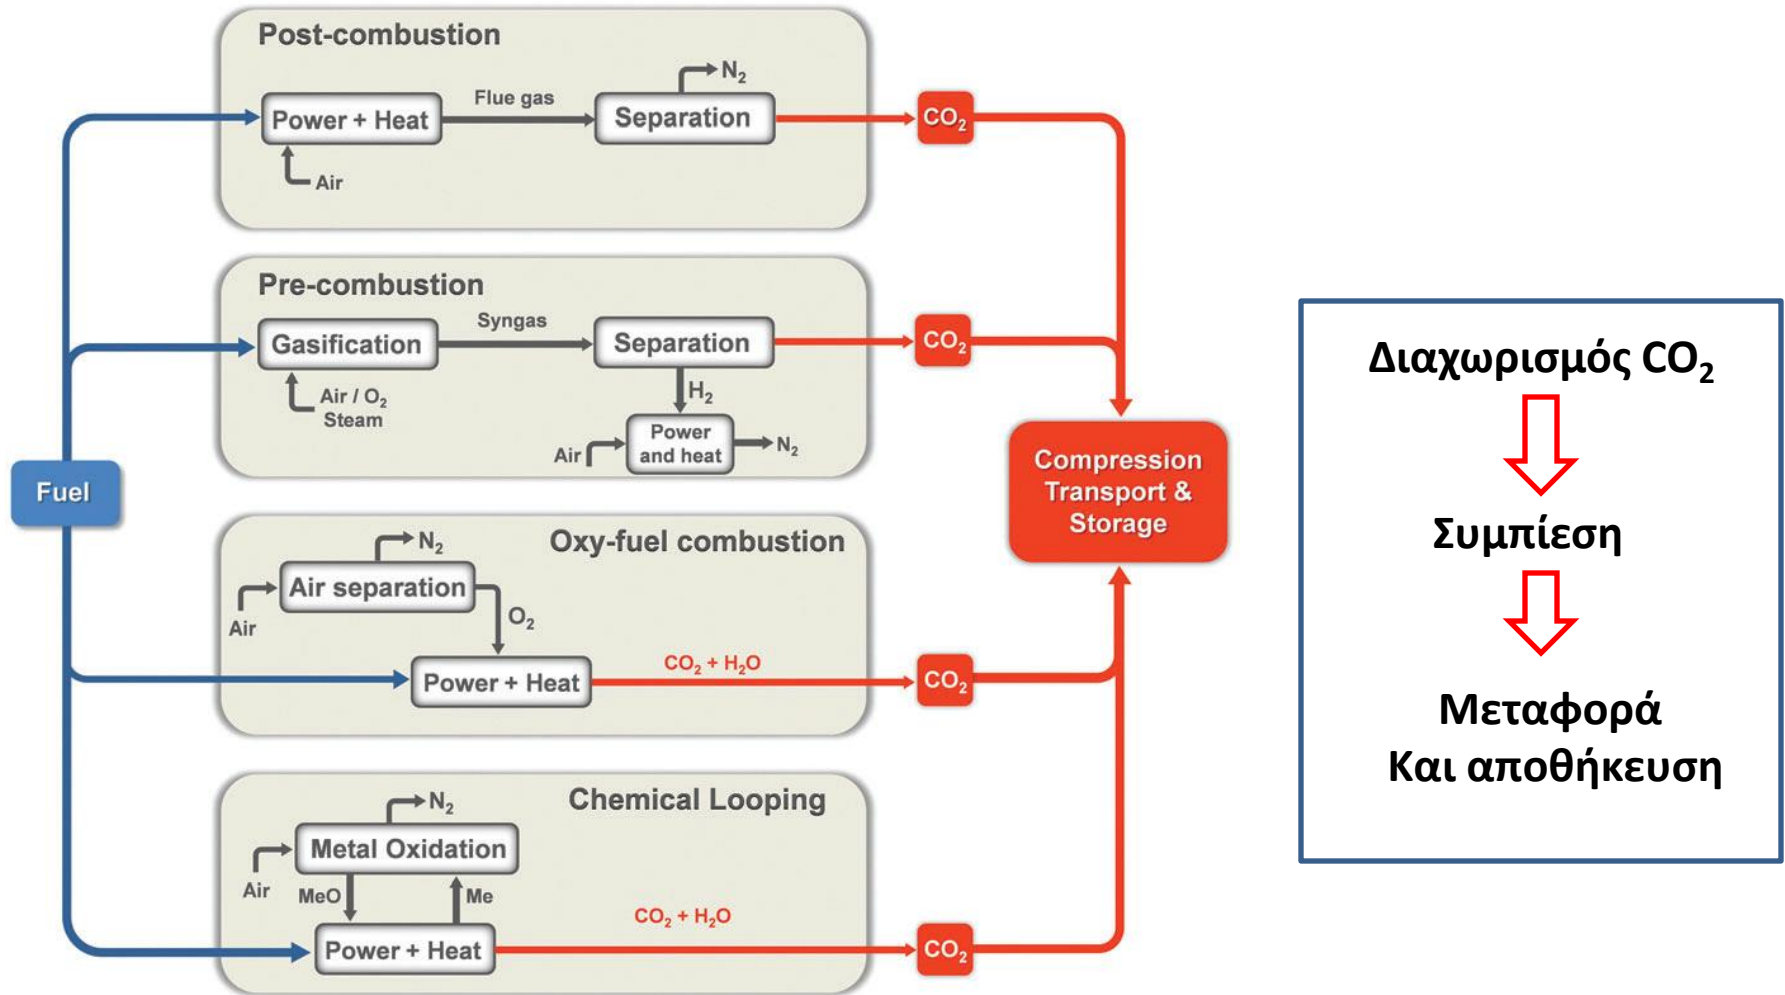 Post-combustion
N₂
Flue gas
Power + Heat
Separation
CO₂
Air
Pre-combustion
Syngas
Gasification
Separation
CO₂
H₂
Air / O₂
Steam
Power
and heat
Air
N₂
Fuel
Compression
Transport &
Storage
Oxy-fuel combustion
N₂
Air separation
O₂
Air
CO₂ + H₂O
Power + Heat
CO₂
Chemical Looping
N₂
Metal Oxidation
Air
MeO
Me
CO₂ + H₂O
Power + Heat
CO₂
Διαχωρισμός CO₂
Συμπίεση
Μεταφορά
Και αποθήκευση